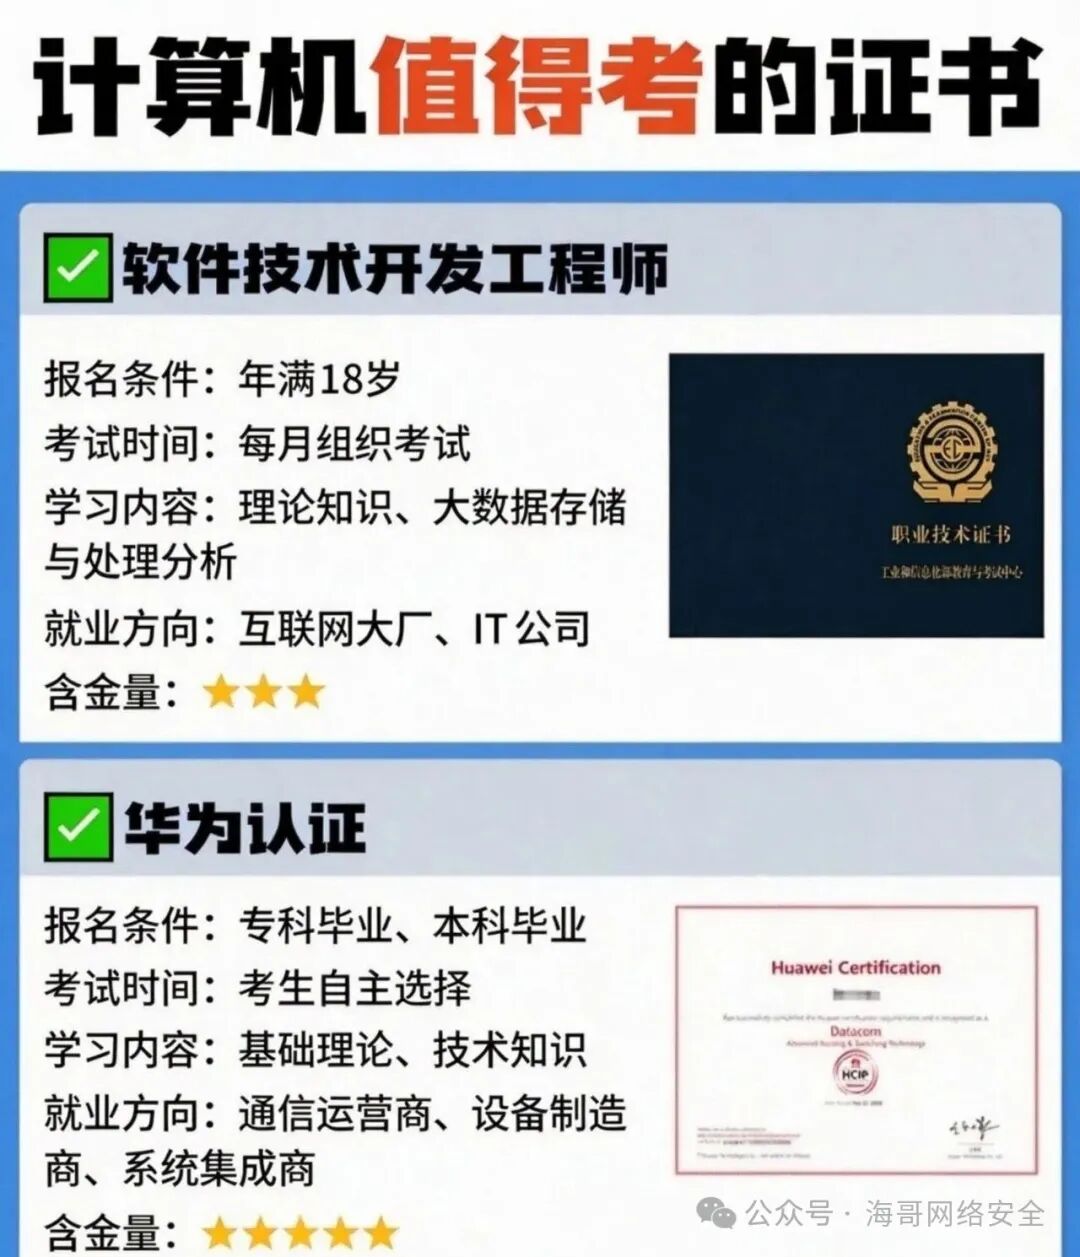 计算机值得考的证书
软件技术开发工程师
报名条件：年满18岁
考试时间：每月组织考试
学习内容：理论知识、大数据存储
与处理分析
就业方向：互联网大厂、IT公司
含金量：
职业技术证书
工业和信息化部教育与考试中心
华为认证
报名条件：专科毕业、本科毕业
考试时间：考生自主选择
学习内容：基础理论、技术知识
就业方向：通信运营商、设备制造
商、系统集成商
含金量：
Huawei Certification
Datacom
Advanced Routing & Switching Technology
HCIP
公众号 · 海哥网络安全